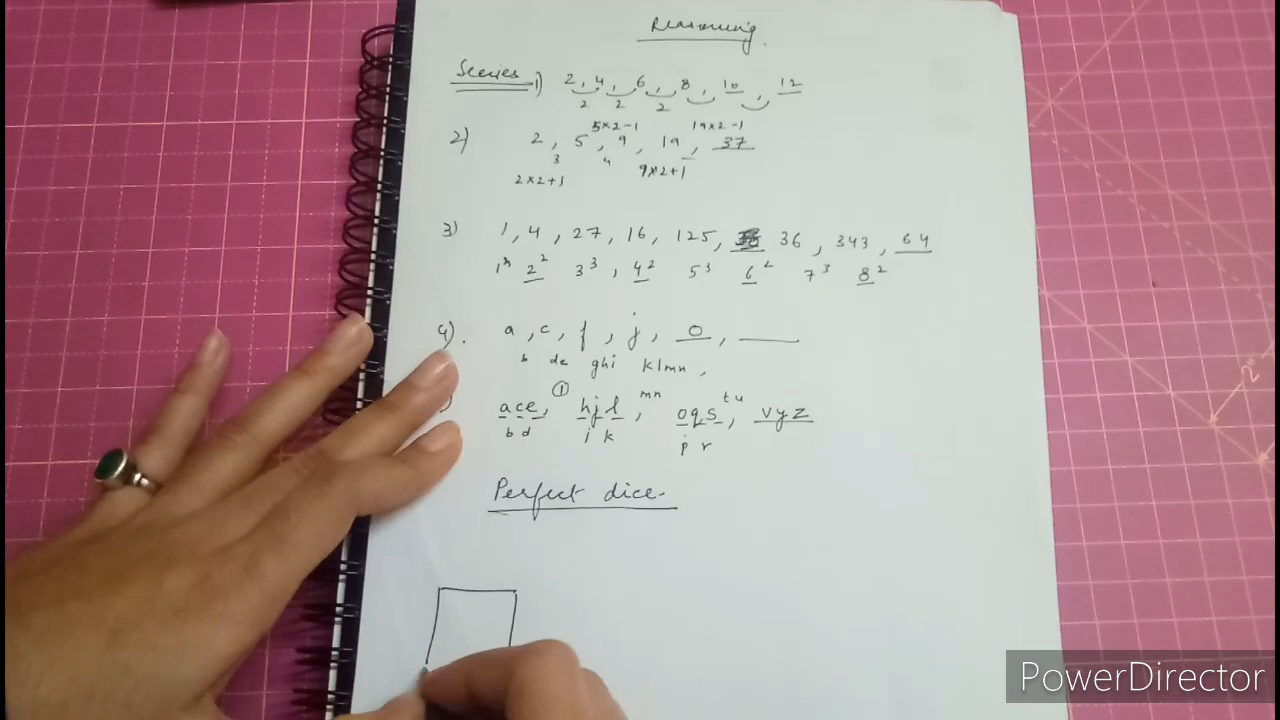 Reasoning
Series 1) 2, 4, 6, 8, 10, 12
2 2 2
5×2-1 19×2-1
2) 2, 5, 9, 19, 37
3 4
2×2+1 9×2+1
3) 1, 4, 27, 16, 125, 36, 343, 64
2² 3³, 4² 5³ 6² 7³ 8²
4). a, c, f, j, o, ___
b de ghi klmn,
① mn tu
ace, hjl, oqs, vyz
b d i k p r
Perfect dice.
2
PowerDirector